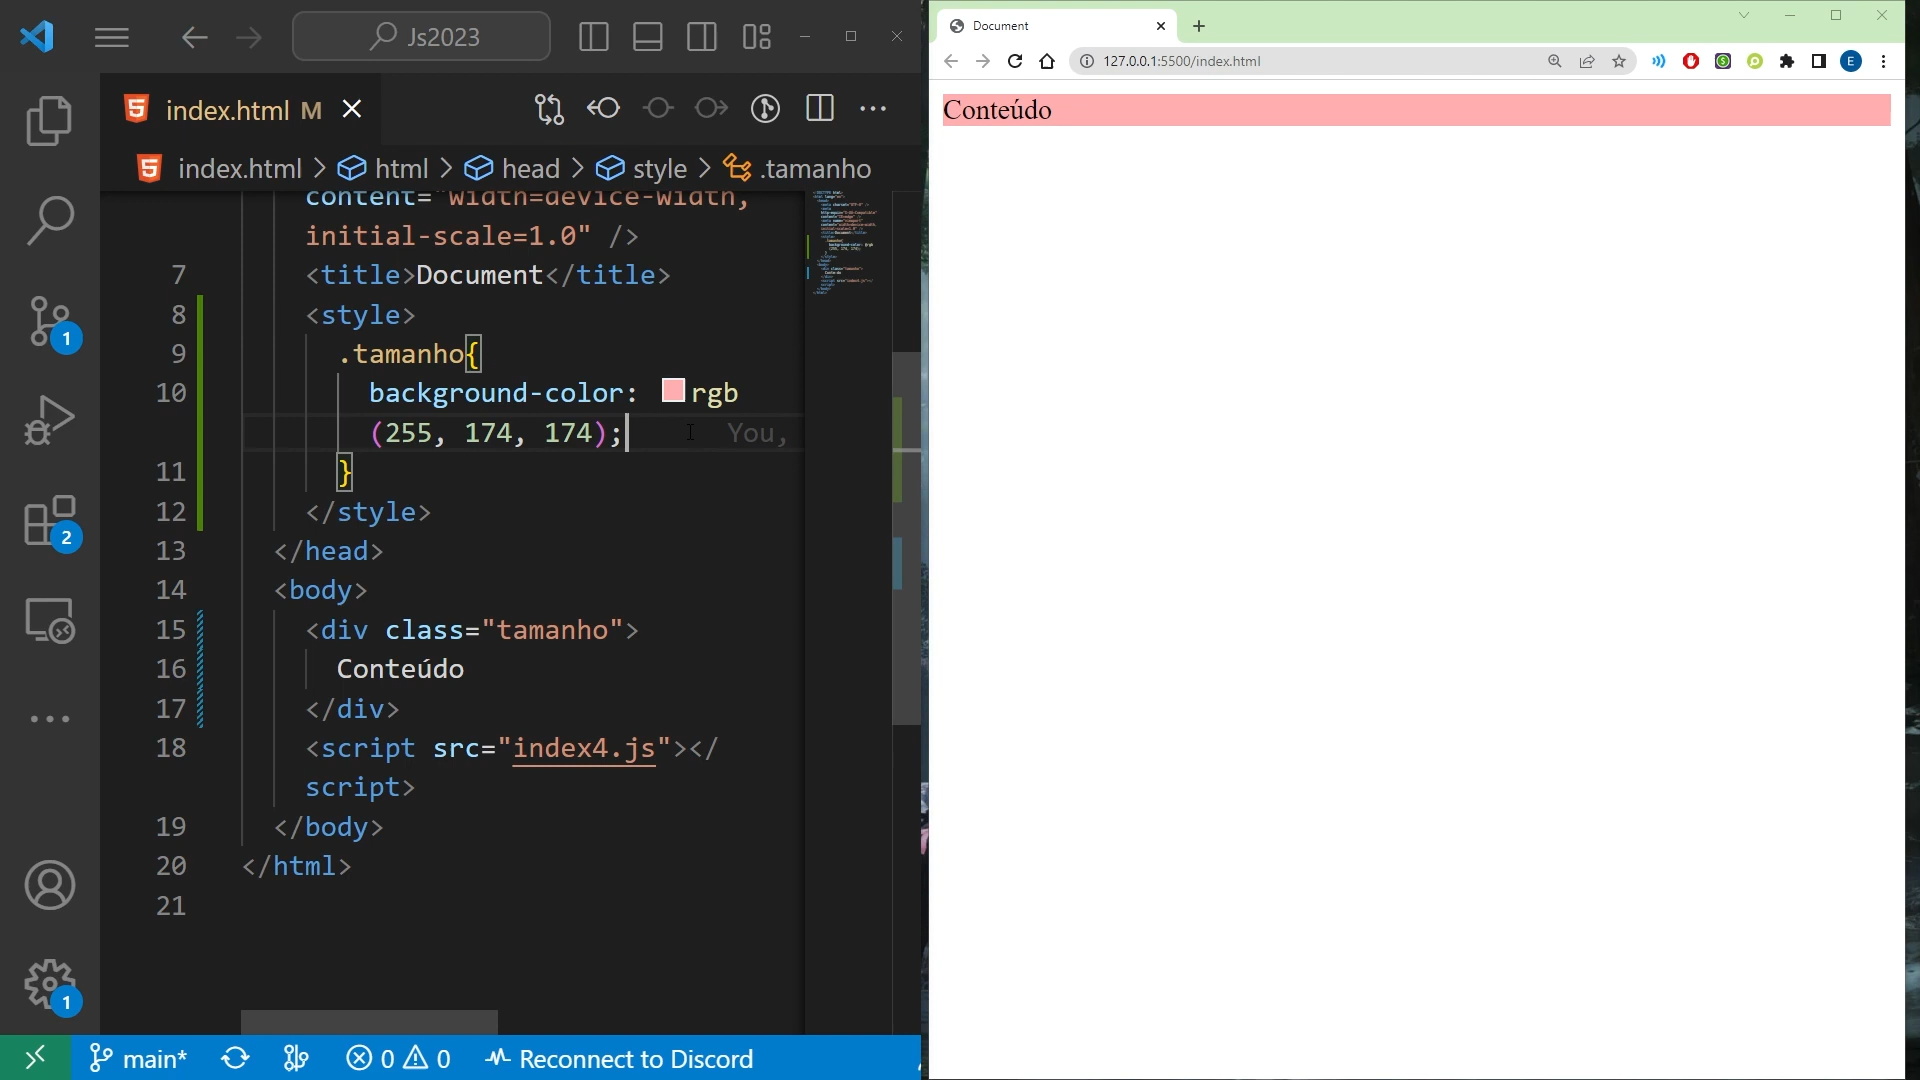 Js2023
index.html M
index.html > html > head > style > .tamanho
content="width=device-width,
initial-scale=1.0" />
7 <title>Document</title>
8 <style>
9 .tamanho{
10 background-color: rgb
(255, 174, 174); You,
11 }
12 </style>
13 </head>
14 <body>
15 <div class="tamanho">
16 Conteúdo
17 </div>
18 <script src="index4.js"></
script>
19 </body>
20 </html>
21
1
2
1
main* 0 0 Reconnect to Discord
Document
127.0.0.1:5500/index.html
E
Conteúdo